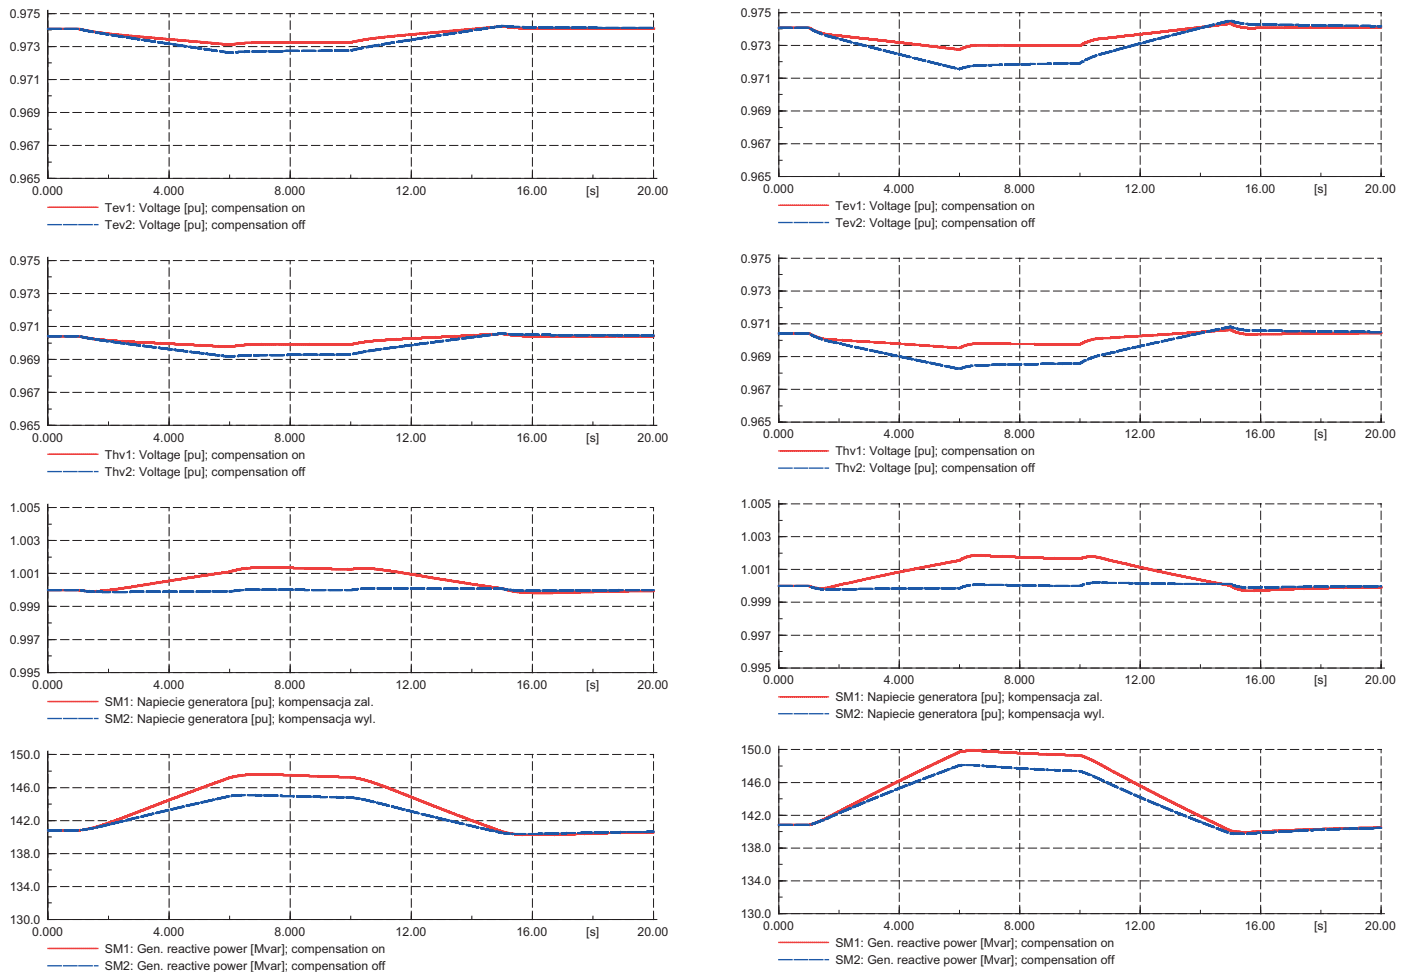 0.975
0.973
0.971
0.969
0.967
0.965
0.000 4.000 8.000 12.00 16.00 [s] 20.00
Tev1: Voltage [pu]; compensation on
Tev2: Voltage [pu]; compensation off
0.975
0.973
0.971
0.969
0.967
0.965
0.000 4.000 8.000 12.00 16.00 [s] 20.00
Thv1: Voltage [pu]; compensation on
Thv2: Voltage [pu]; compensation off
1.005
1.003
1.001
0.999
0.997
0.995
0.000 4.000 8.000 12.00 16.00 [s] 20.00
SM1: Napiecie generatora [pu]; kompensacja zal.
SM2: Napiecie generatora [pu]; kompensacja wyl.
150.0
146.0
142.0
138.0
134.0
130.0
0.000 4.000 8.000 12.00 16.00 [s] 20.00
SM1: Gen. reactive power [Mvar]; compensation on
SM2: Gen. reactive power [Mvar]; compensation off
0.975
0.973
0.971
0.969
0.967
0.965
0.000 4.000 8.000 12.00 16.00 [s] 20.00
Tev1: Voltage [pu]; compensation on
Tev2: Voltage [pu]; compensation off
0.975
0.973
0.971
0.969
0.967
0.965
0.000 4.000 8.000 12.00 16.00 [s] 20.00
Thv1: Voltage [pu]; compensation on
Thv2: Voltage [pu]; compensation off
1.005
1.003
1.001
0.999
0.997
0.995
0.000 4.000 8.000 12.00 16.00 [s] 20.00
SM1: Napiecie generatora [pu]; kompensacja zal.
SM2: Napiecie generatora [pu]; kompensacja wyl.
150.0
146.0
142.0
138.0
134.0
130.0
0.000 4.000 8.000 12.00 16.00 [s] 20.00
SM1: Gen. reactive power [Mvar]; compensation on
SM2: Gen. reactive power [Mvar]; compensation off